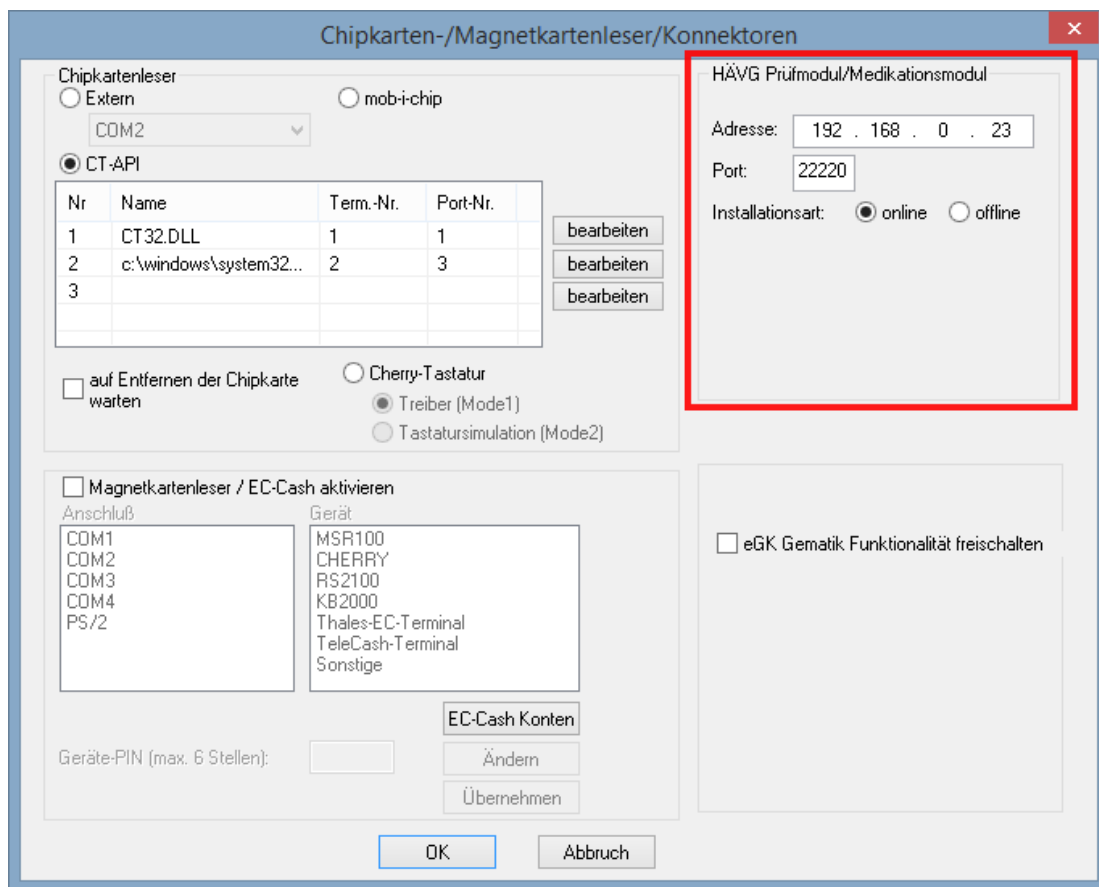 Chipkarten-/Magnetkartenleser/Konnektoren
Chipkartenleser
Extern
mob-i-chip
COM2
CT-API
Nr Name Term.-Nr. Port-Nr.
1 CT32.DLL 1 1
bearbeiten
2 c:\windows\system32... 2 3
bearbeiten
3
bearbeiten
auf Entfernen der Chipkarte
warten
Cherry-Tastatur
Treiber (Mode1)
Tastatursimulation (Mode2)
HÄVG Prüfmodul/Medikationsmodul
Adresse: 192 . 168 . 0 . 23
Port: 22220
Installationsart: online offline
Magnetkartenleser / EC-Cash aktivieren
Anschluß
COM1
COM2
COM3
COM4
PS/2
Gerät
MSR100
CHERRY
RS2100
KB2000
Thales-EC-Terminal
TeleCash-Terminal
Sonstige
EC-Cash Konten
Geräte-PIN (max. 6 Stellen):
Ändern
Übernehmen
eGK Gematik Funktionalität freischalten
OK
Abbruch